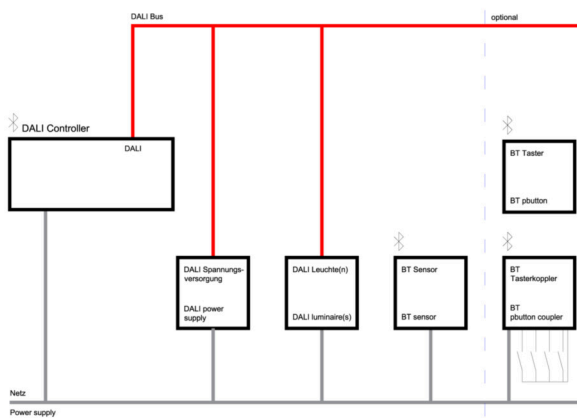 DALI Bus
optional
DALI Controller
DALI
BT Taster
BT pbutton
DALI Spannungs-
versorgung
DALI power
supply
DALI Leuchte(n)
DALI luminaire(s)
BT Sensor
BT sensor
BT
Tasterkoppler
BT
pbutton coupler
Netz
Power supply